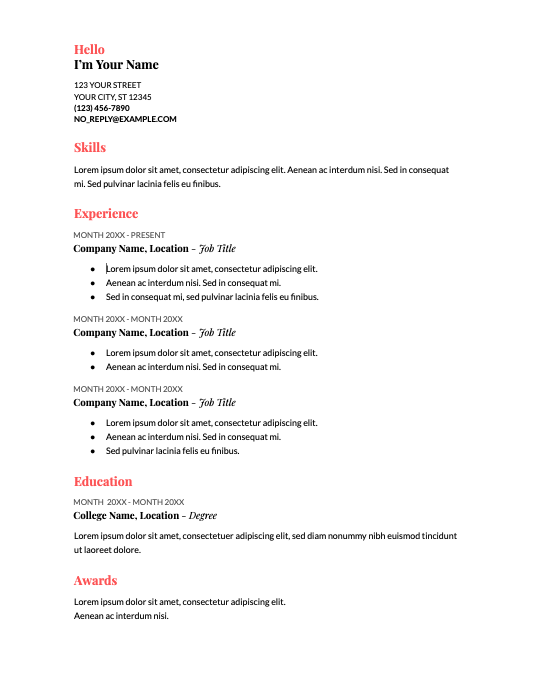 Hello
I'm Your Name
123 YOUR STREET
YOUR CITY, ST 12345
(123) 456-7890
NO_REPLY@EXAMPLE.COM
Skills
Lorem ipsum dolor sit amet, consectetur adipiscing elit. Aenean ac interdum nisi. Sed in consequat
mi. Sed pulvinar lacinia felis eu finibus.
Experience
MONTH 20XX - PRESENT
Company Name, Location – Job Title
● Lorem ipsum dolor sit amet, consectetur adipiscing elit.
● Aenean ac interdum nisi. Sed in consequat mi.
● Sed in consequat mi, sed pulvinar lacinia felis eu finibus.
MONTH 20XX - MONTH 20XX
Company Name, Location – Job Title
● Lorem ipsum dolor sit amet, consectetur adipiscing elit.
● Aenean ac interdum nisi. Sed in consequat mi.
MONTH 20XX - MONTH 20XX
Company Name, Location – Job Title
● Lorem ipsum dolor sit amet, consectetur adipiscing elit.
● Aenean ac interdum nisi. Sed in consequat mi.
● Sed pulvinar lacinia felis eu finibus.
Education
MONTH  20XX - MONTH 20XX
College Name, Location – Degree
Lorem ipsum dolor sit amet, consectetuer adipiscing elit, sed diam nonummy nibh euismod tincidunt
ut laoreet dolore.
Awards
Lorem ipsum dolor sit amet, consectetur adipiscing elit.
Aenean ac interdum nisi.